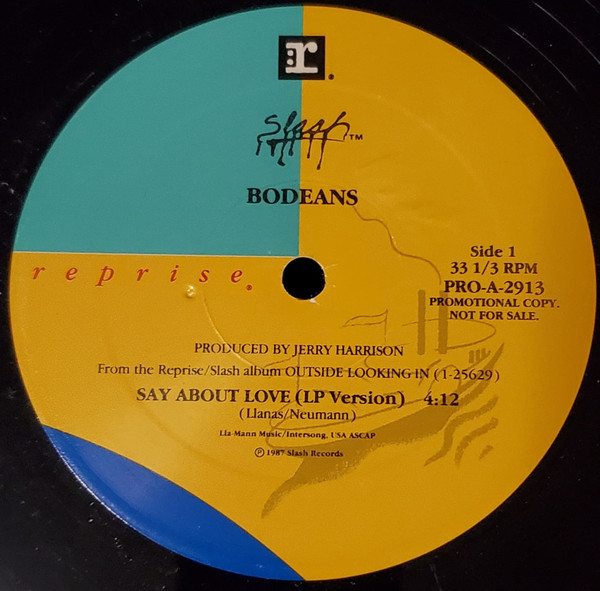 r®
slash™
BODEANS
reprise®
Side 1
33 1/3 RPM
PRO-A-2913
PROMOTIONAL COPY.
NOT FOR SALE.
PRODUCED BY JERRY HARRISON
From the Reprise/Slash album OUTSIDE LOOKING IN (1-25629)
SAY ABOUT LOVE (LP Version) 4:12
(Llanas/Neumann)
Lla-Mann Music/Intersong, USA ASCAP
℗ 1987 Slash Records